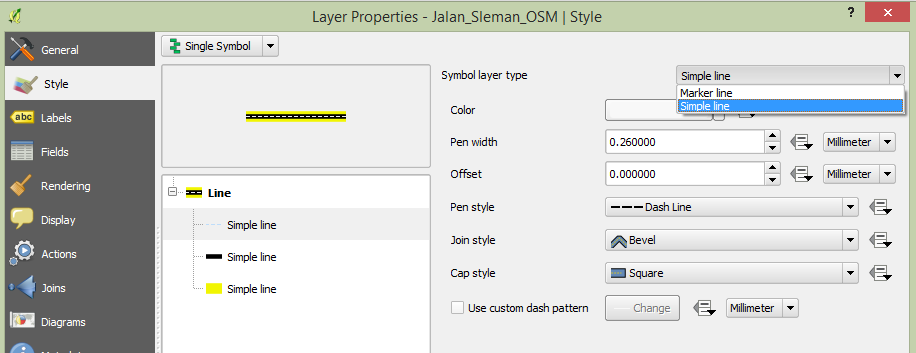 Layer Properties - Jalan_Sleman_OSM | Style
?
General
Style
abc Labels
Fields
Rendering
Display
Actions
Joins
Diagrams
Single Symbol
Line
Simple line
Simple line
Simple line
Symbol layer type
Simple line
Marker line
Simple line
Color
Pen width
0.260000
Millimeter
Offset
0.000000
Millimeter
Pen style
Dash Line
Join style
Bevel
Cap style
Square
Use custom dash pattern
Change
Millimeter